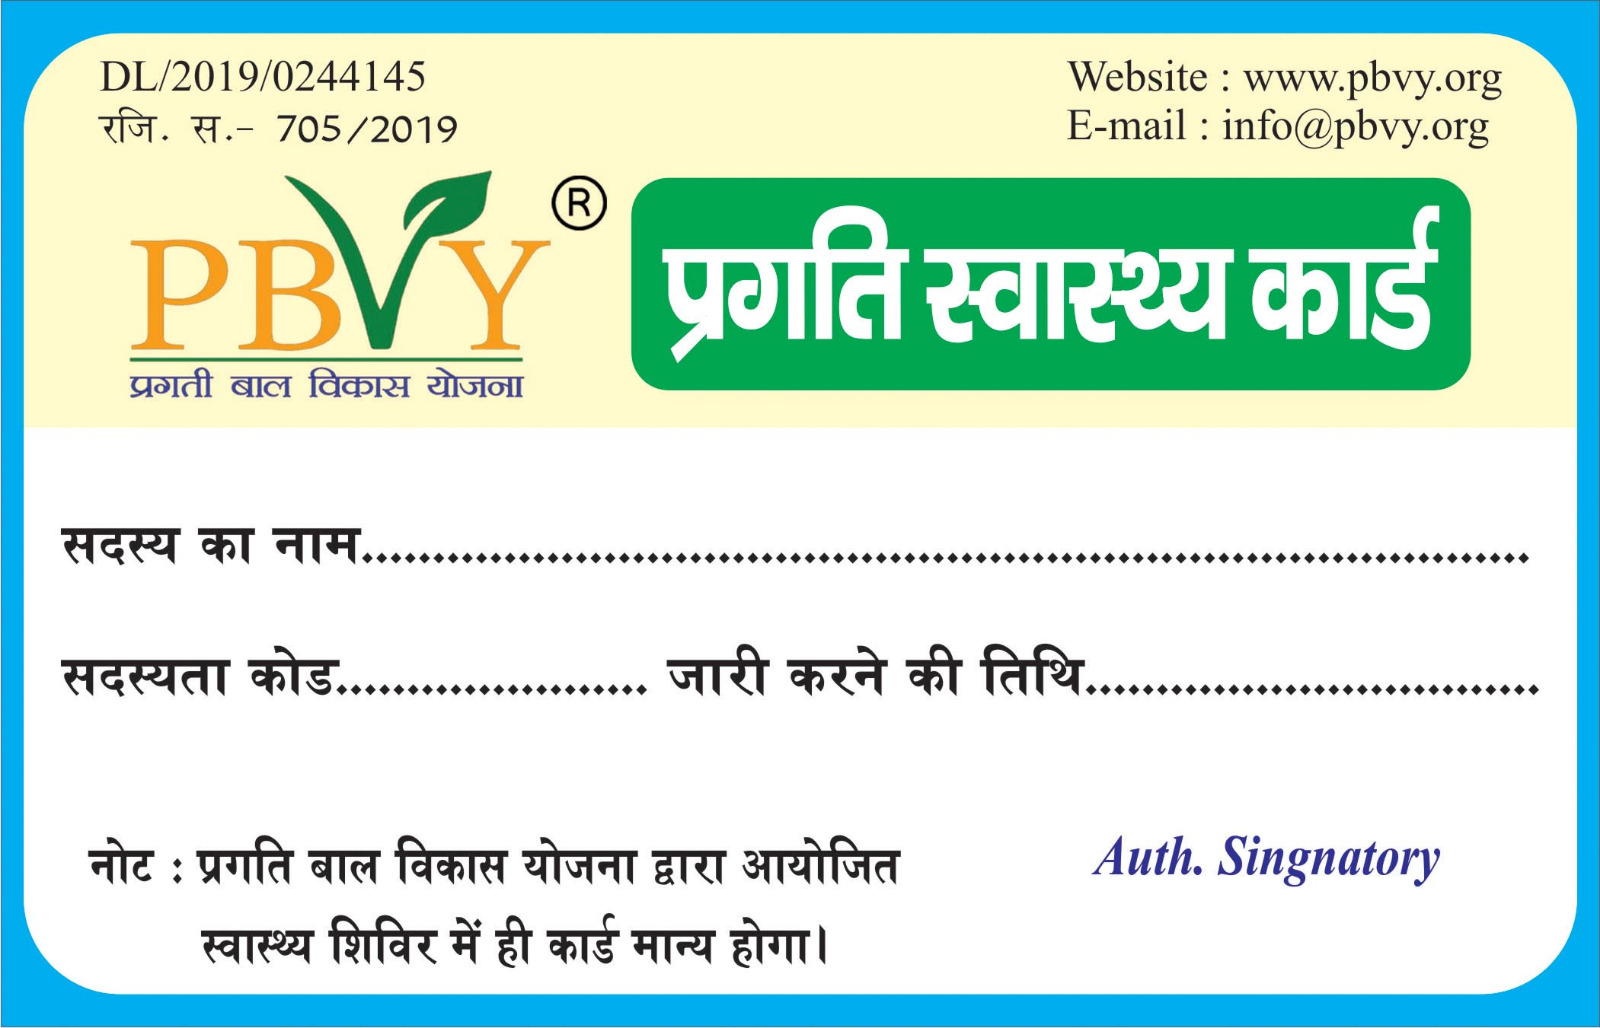 DL/2019/0244145
रजि. स.- 705/2019
Website : www.pbvy.org
E-mail : info@pbvy.org
PBVY ®
प्रगती बाल विकास योजना
प्रगति स्वास्थ्य कार्ड
सदस्य का नाम..................................................................................
सदस्यता कोड...................... जारी करने की तिथि................................
नोट : प्रगति बाल विकास योजना द्वारा आयोजित
स्वास्थ्य शिविर में ही कार्ड मान्य होगा।
Auth. Singnatory